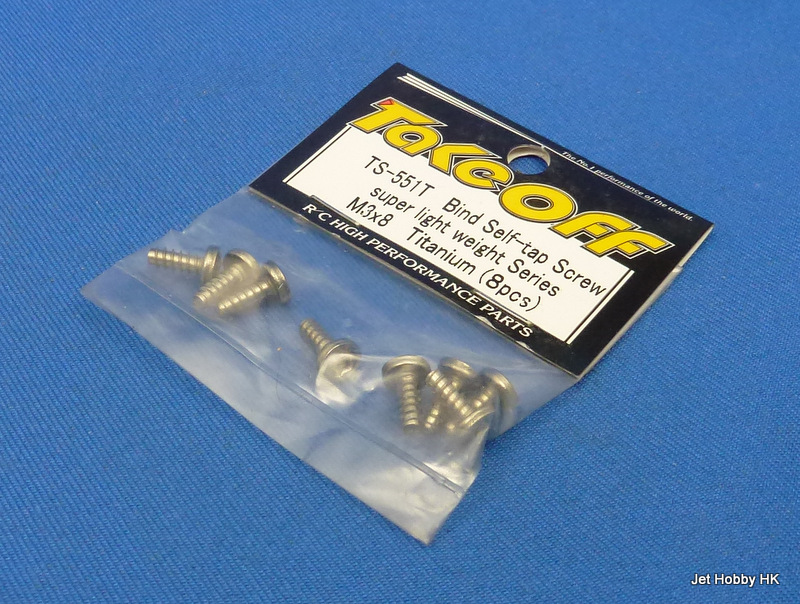 The No.1 performance of the world.
TakeOFF
TS-551T Bind Self-tap Screw
super light weight Series
M3x8 Titanium (8pcs)
R/C HIGH PERFORMANCE PARTS
Jet Hobby HK